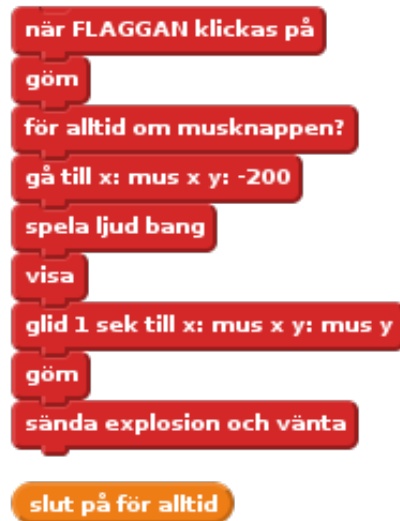 när FLAGGAN klickas på
göm
för alltid om musknappen?
gå till x: mus x y: -200
spela ljud bang
visa
glid 1 sek till x: mus x y: mus y
göm
sända explosion och vänta
slut på för alltid